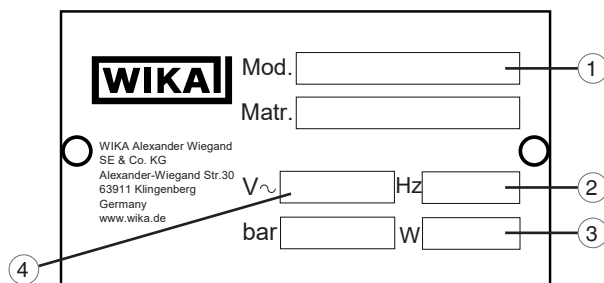 WIKA
Mod.
1
Matr.
WIKA Alexander Wiegand
SE & Co. KG
Alexander-Wiegand Str.30
63911 Klingenberg
Germany
www.wika.de
V~ Hz
2
bar W
3
4